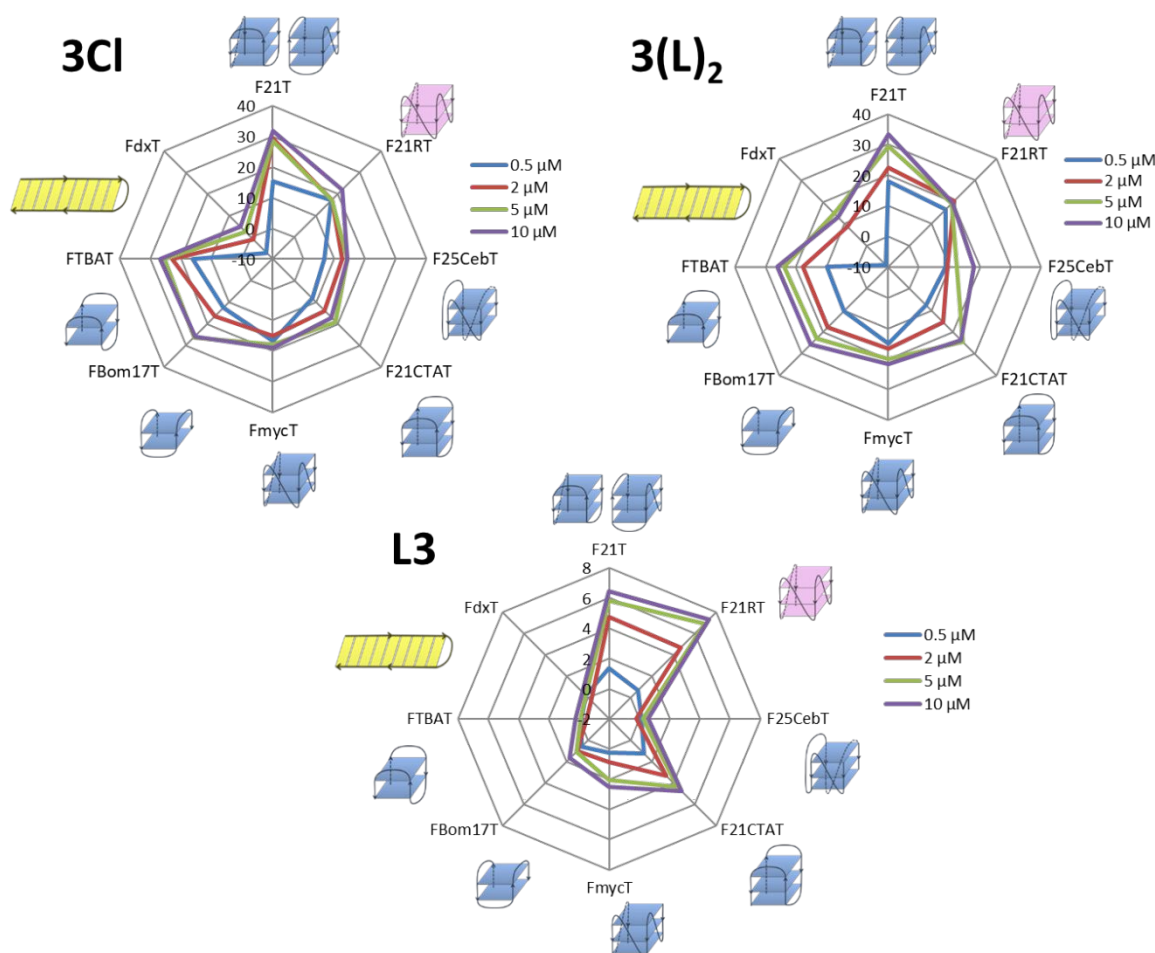 3Cl
F21T
40
30
20
10
0
-10
F21RT
F25CebT
F21CTAT
FmycT
FBom17T
FTBAT
FdxT
0.5 µM
2 µM
5 µM
10 µM
3(L)2
F21T
40
30
20
10
0
-10
F21RT
F25CebT
F21CTAT
FmycT
FBom17T
FTBAT
FdxT
0.5 µM
2 µM
5 µM
10 µM
L3
F21T
8
6
4
2
0
-2
F21RT
F25CebT
F21CTAT
FmycT
FBom17T
FTBAT
FdxT
0.5 µM
2 µM
5 µM
10 µM